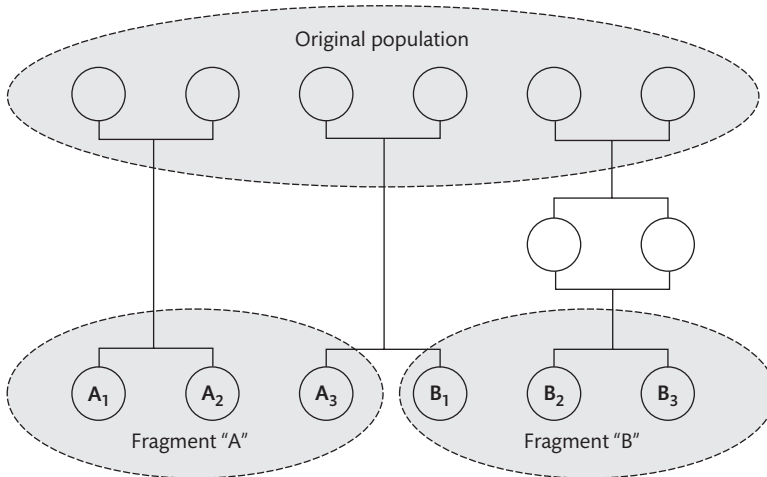 Original population
A₁ A₂ A₃ B₁ B₂ B₃
Fragment "A" Fragment "B"